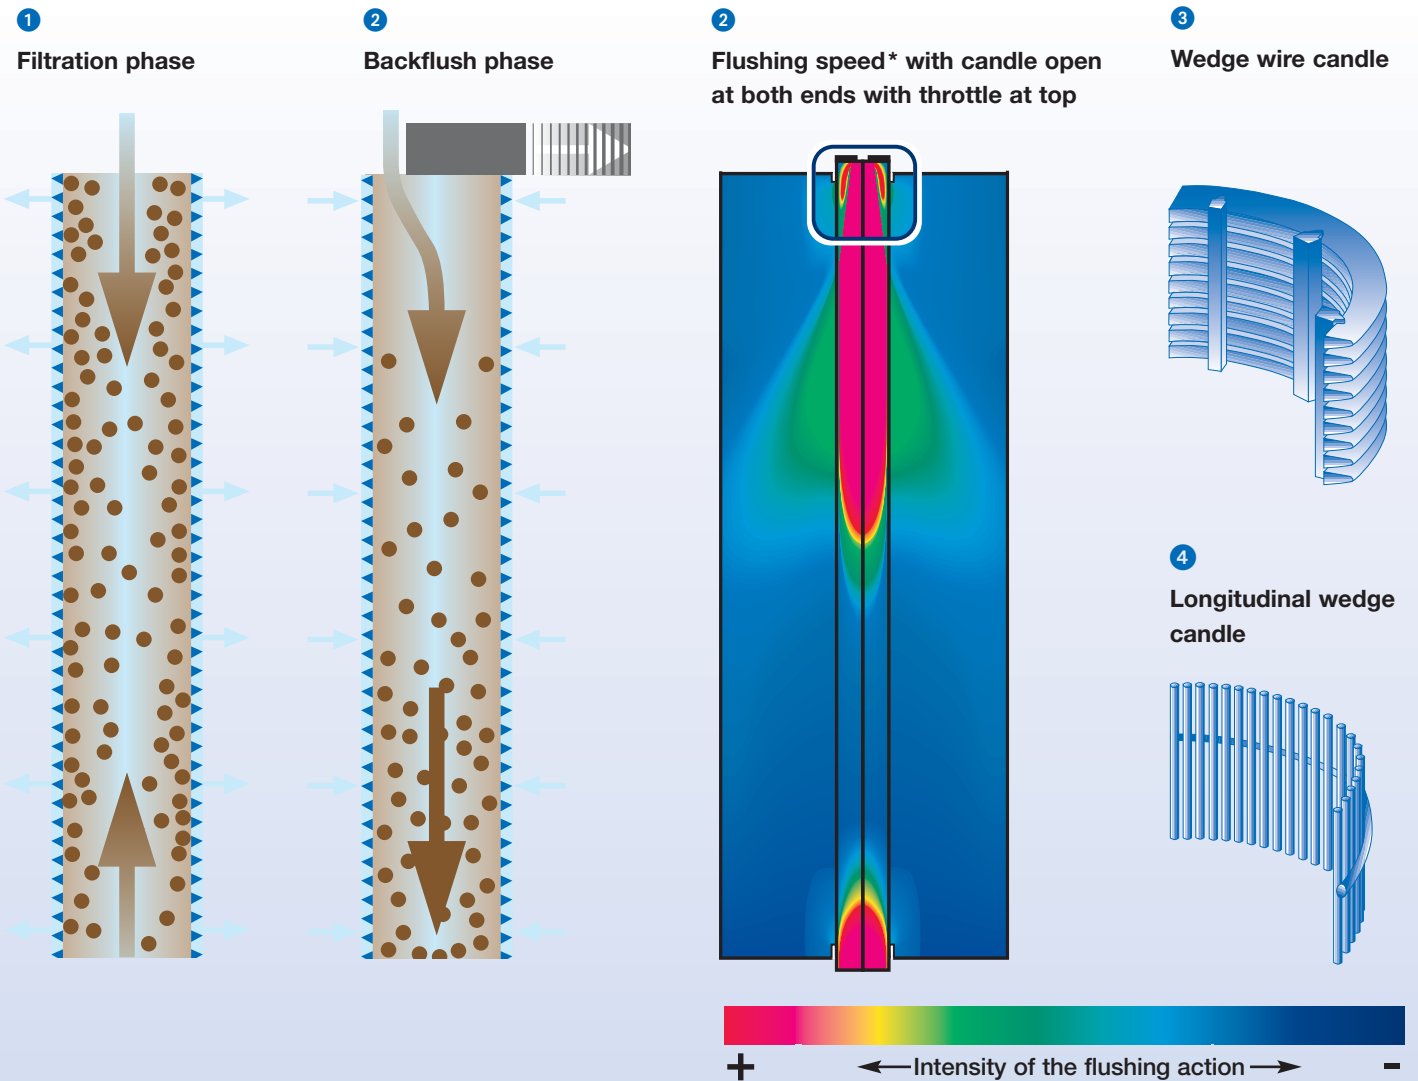 1
Filtration phase
2
Backflush phase
2
Flushing speed* with candle open
at both ends with throttle at top
3
Wedge wire candle
4
Longitudinal wedge
candle
+ Intensity of the flushing action -